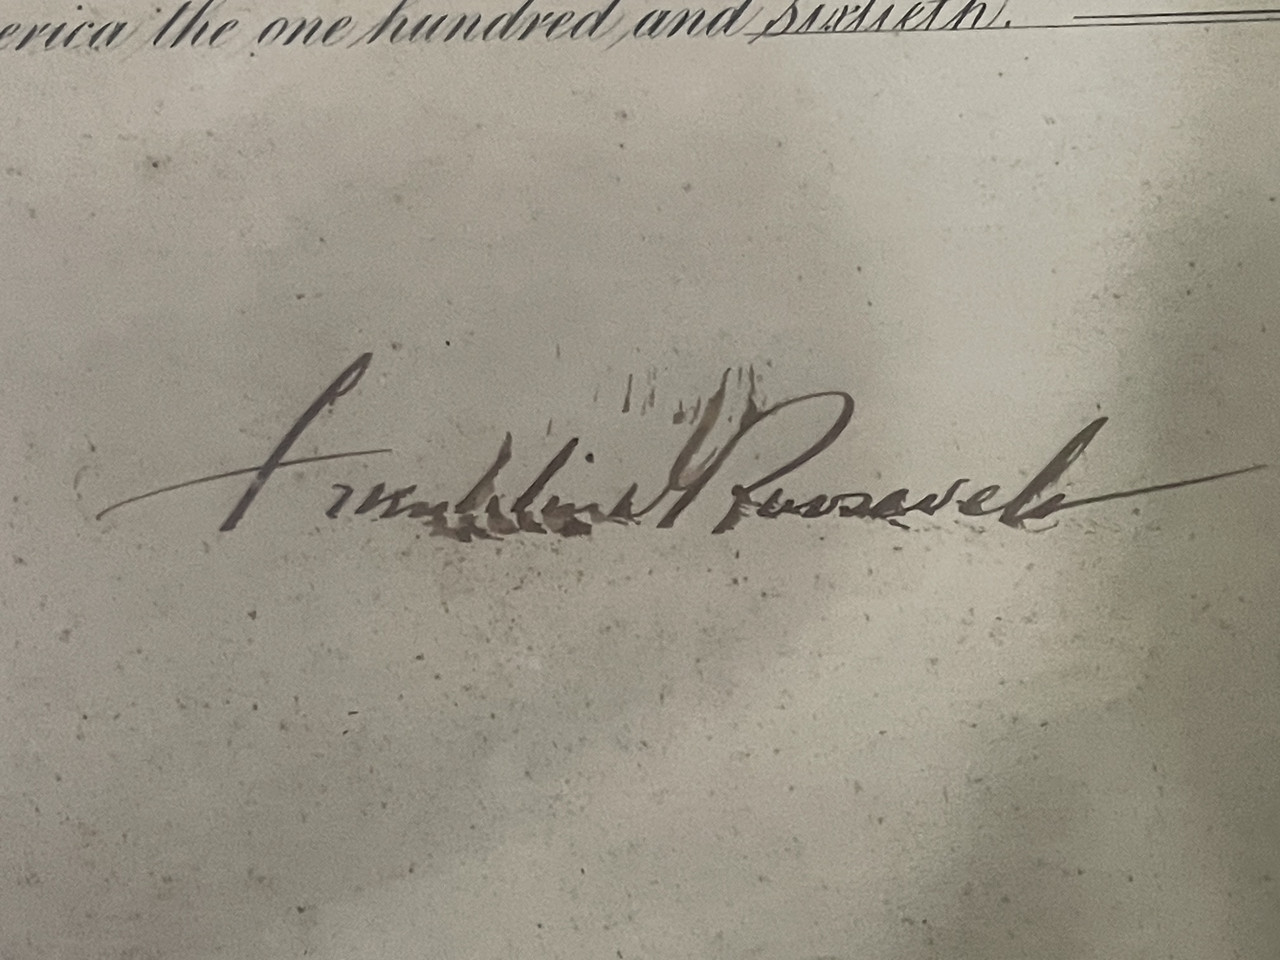 erica the one hundred and Sixtieth.
Franklin D Roosevelt